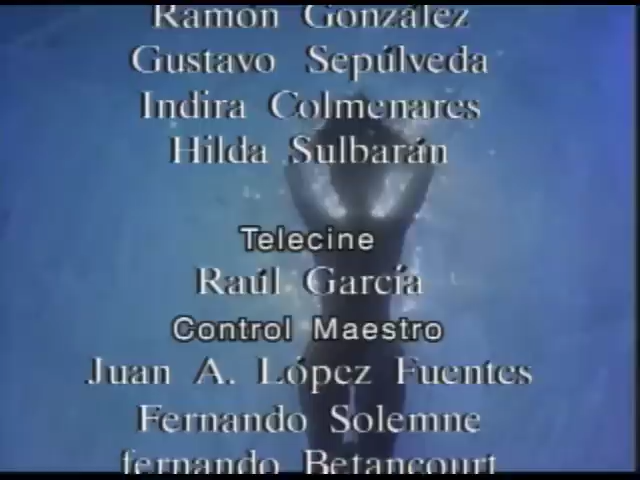 Ramón González
Gustavo Sepúlveda
Indira Colmenares
Hilda Sulbarán
Telecine
Raúl García
Control Maestro
Juan A. López Fuentes
Fernando Solemne
fernando Betancourt